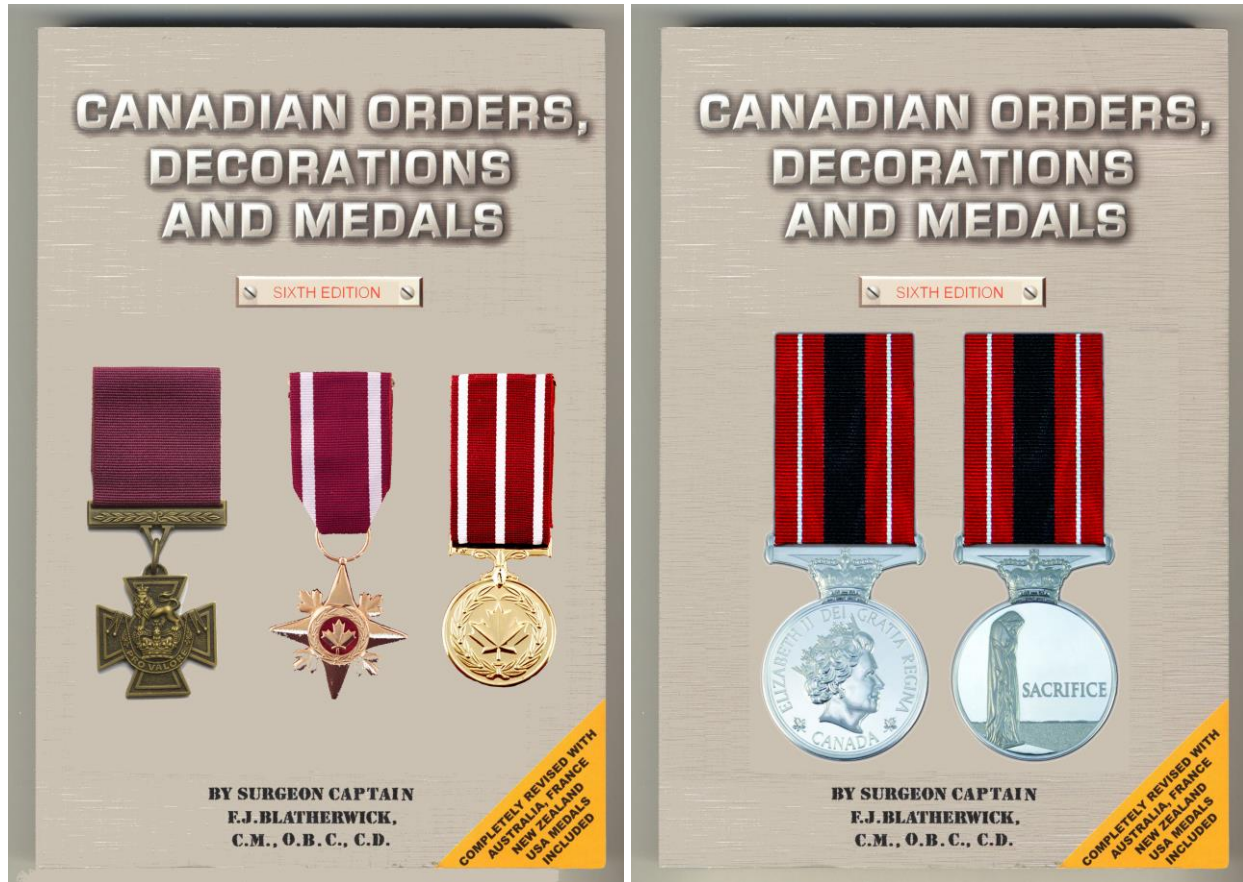 CANADIAN ORDERS,
DECORATIONS
AND MEDALS
SIXTH EDITION
PRO VALORE
BY SURGEON CAPTAIN
F.J.BLATHERWICK,
C.M., O.B.C., C.D.
COMPLETELY REVISED WITH
AUSTRALIA, FRANCE
NEW ZEALAND
USA MEDALS
INCLUDED
CANADIAN ORDERS,
DECORATIONS
AND MEDALS
SIXTH EDITION
ELIZABETH II DEI GRATIA REGINA
CANADA
SACRIFICE
BY SURGEON CAPTAIN
F.J.BLATHERWICK,
C.M., O.B.C., C.D.
COMPLETELY REVISED WITH
AUSTRALIA, FRANCE
NEW ZEALAND
USA MEDALS
INCLUDED